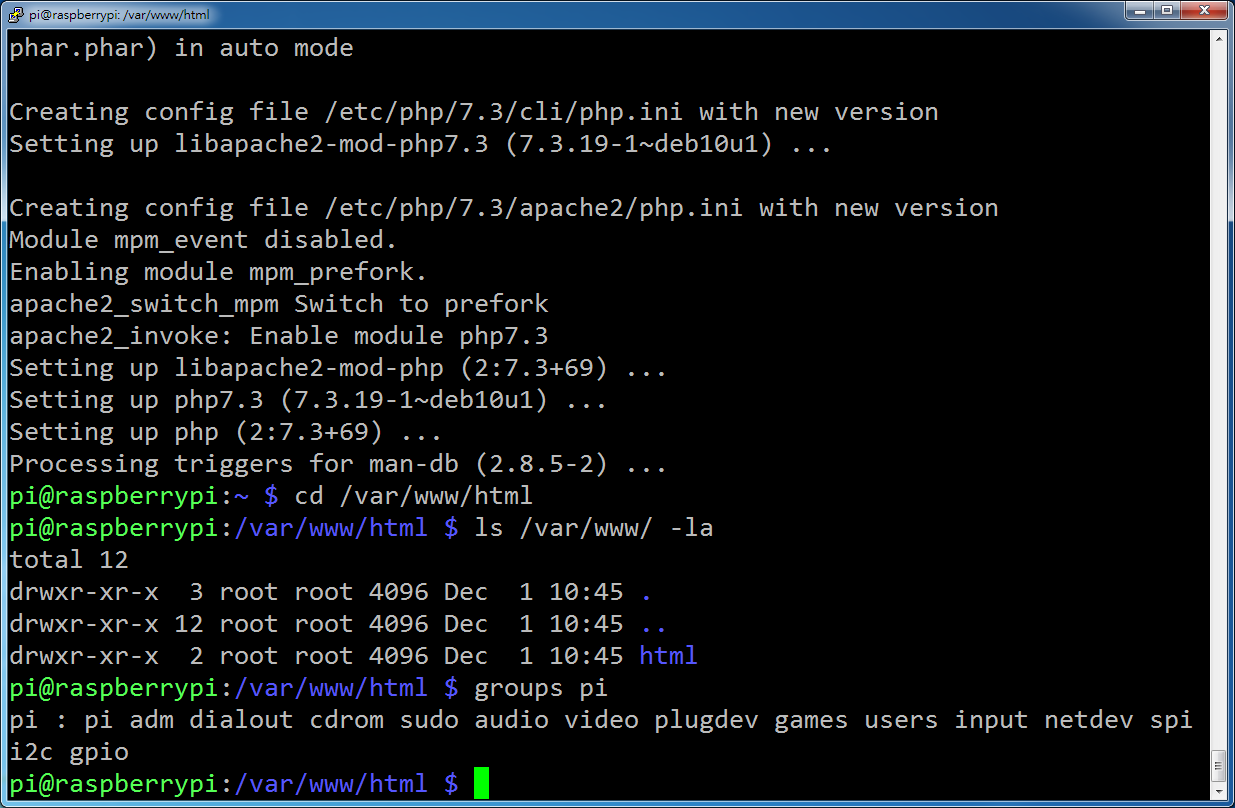 pi@raspberrypi: /var/www/html
phar.phar) in auto mode
Creating config file /etc/php/7.3/cli/php.ini with new version
Setting up libapache2-mod-php7.3 (7.3.19-1~deb10u1) ...
Creating config file /etc/php/7.3/apache2/php.ini with new version
Module mpm_event disabled.
Enabling module mpm_prefork.
apache2_switch_mpm Switch to prefork
apache2_invoke: Enable module php7.3
Setting up libapache2-mod-php (2:7.3+69) ...
Setting up php7.3 (7.3.19-1~deb10u1) ...
Setting up php (2:7.3+69) ...
Processing triggers for man-db (2.8.5-2) ...
pi@raspberrypi:~ $ cd /var/www/html
pi@raspberrypi:/var/www/html $ ls /var/www/ -la
total 12
drwxr-xr-x  3 root root 4096 Dec  1 10:45 .
drwxr-xr-x 12 root root 4096 Dec  1 10:45 ..
drwxr-xr-x  2 root root 4096 Dec  1 10:45 html
pi@raspberrypi:/var/www/html $ groups pi
pi : pi adm dialout cdrom sudo audio video plugdev games users input netdev spi
i2c gpio
pi@raspberrypi:/var/www/html $